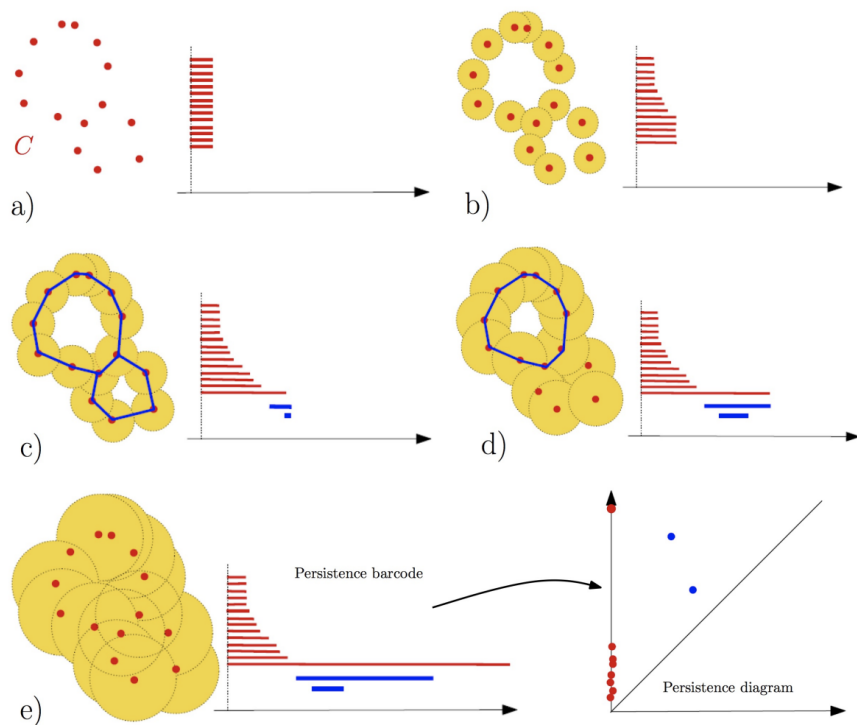 C
a)
b)
c)
d)
Persistence barcode
Persistence diagram
e)